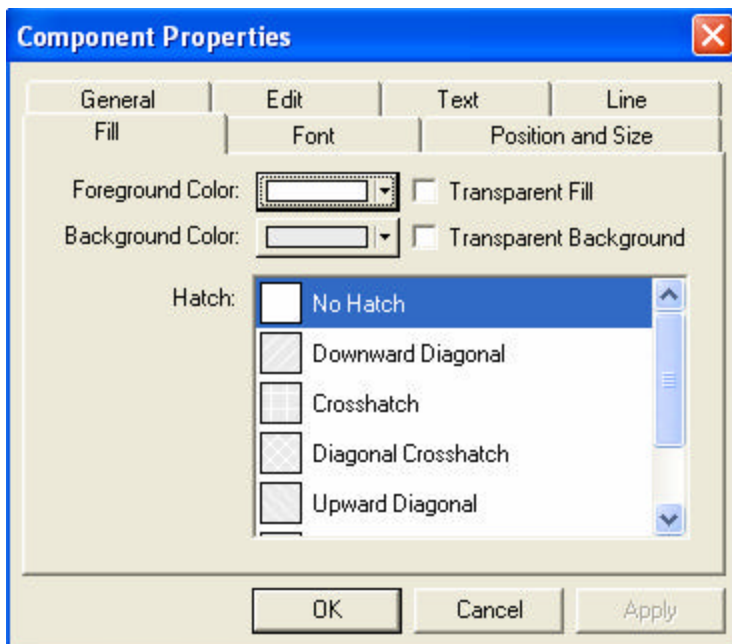 Component Properties
General Edit Text Line
Fill Font Position and Size
Foreground Color: Transparent Fill
Background Color: Transparent Background
Hatch: No Hatch
Downward Diagonal
Crosshatch
Diagonal Crosshatch
Upward Diagonal
OK Cancel Apply